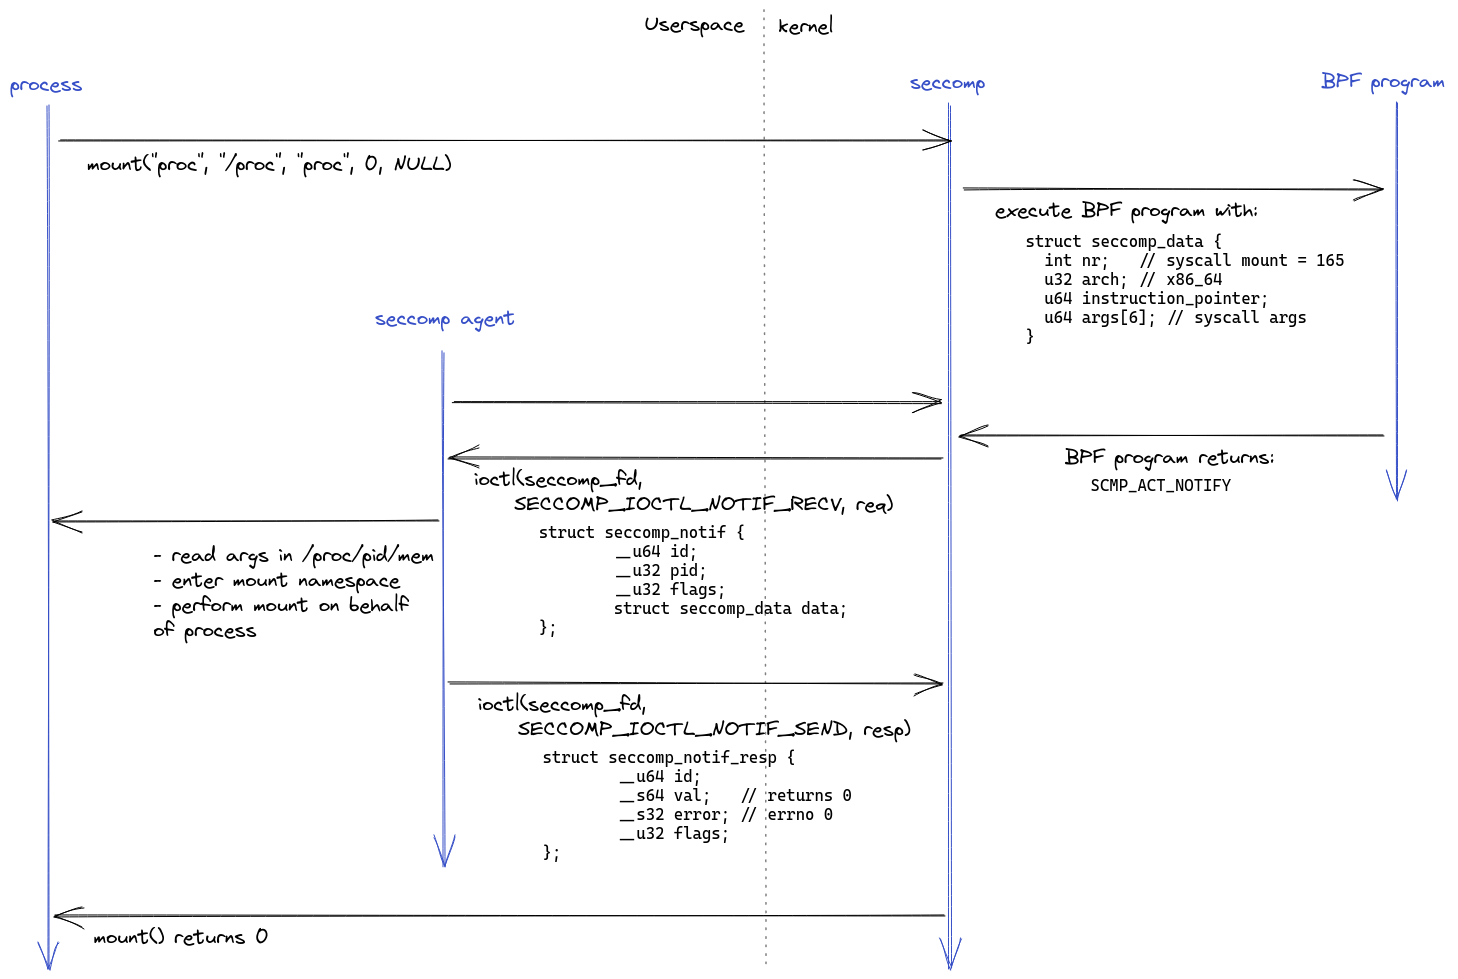 Userspace
kernel
process
seccomp
BPF program
mount("proc", "/proc", "proc", 0, NULL)
execute BPF program with:
struct seccomp_data {
int nr; // syscall mount = 165
u32 arch; // x86_64
u64 instruction_pointer;
u64 args[6]; // syscall args
}
seccomp agent
BPF program returns:
SCMP_ACT_NOTIFY
ioctl(seccomp_fd,
SECCOMP_IOCTL_NOTIF_RECV, req)
struct seccomp_notif {
__u64 id;
__u32 pid;
__u32 flags;
struct seccomp_data data;
};
- read args in /proc/pid/mem
- enter mount namespace
- perform mount on behalf
of process
ioctl(seccomp_fd,
SECCOMP_IOCTL_NOTIF_SEND, resp)
struct seccomp_notif_resp {
__u64 id;
__s64 val; // returns 0
__s32 error; // errno 0
__u32 flags;
};
mount() returns 0